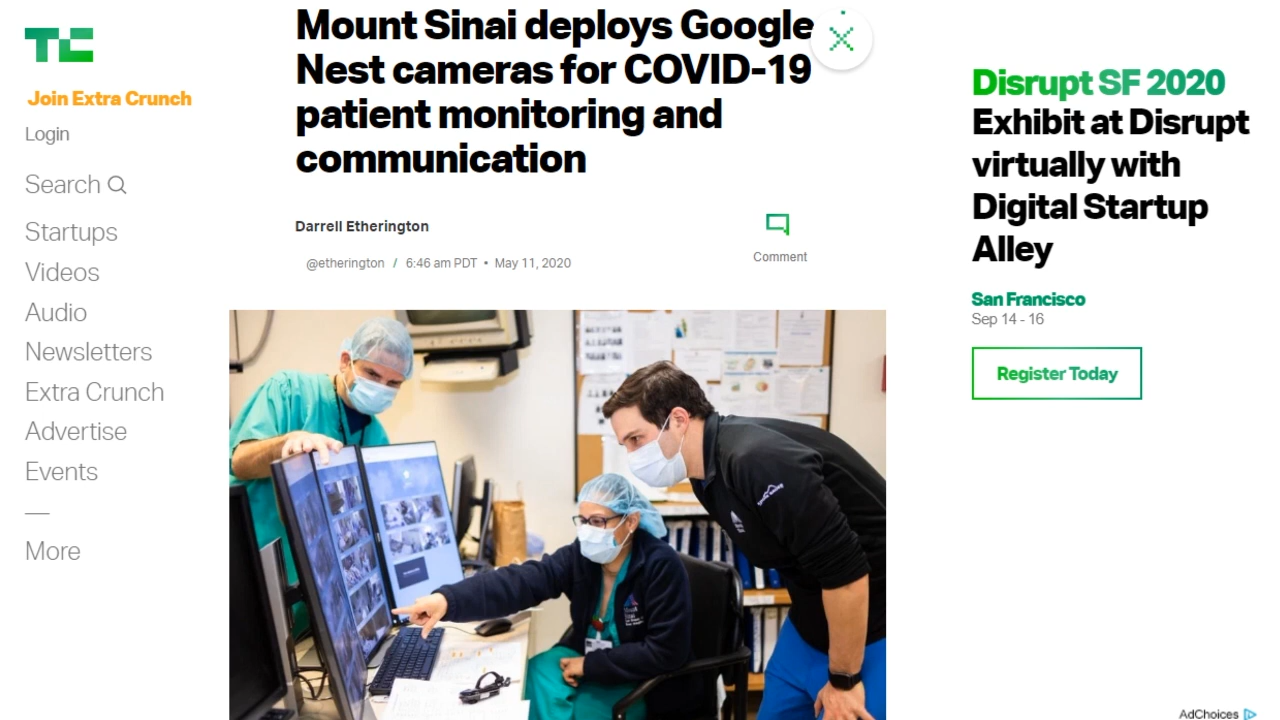 TC
Join Extra Crunch
Login
Search
Startups
Videos
Audio
Newsletters
Extra Crunch
Advertise
Events
—
More
Mount Sinai deploys Google
Nest cameras for COVID-19
patient monitoring and
communication
Darrell Etherington
@etherington / 6:46 am PDT • May 11, 2020
Comment
Disrupt SF 2020
Exhibit at Disrupt
virtually with
Digital Startup
Alley
San Francisco
Sep 14 - 16
Register Today
AdChoices